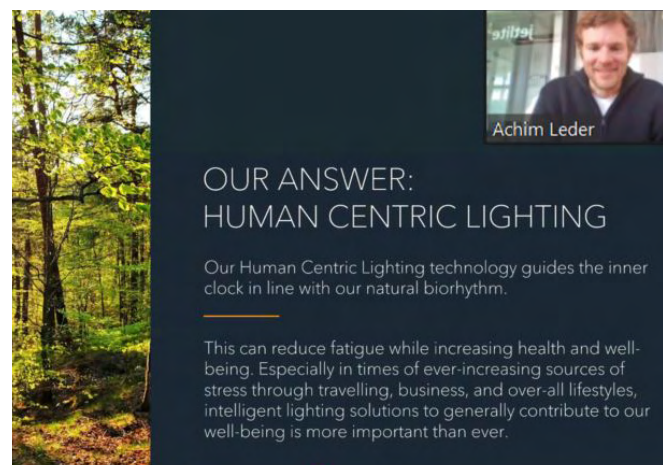 jetlite
Achim Leder
OUR ANSWER:
HUMAN CENTRIC LIGHTING
Our Human Centric Lighting technology guides the inner
clock in line with our natural biorhythm.
This can reduce fatigue while increasing health and well-
being. Especially in times of ever-increasing sources of
stress through travelling, business, and over-all lifestyles,
intelligent lighting solutions to generally contribute to our
well-being is more important than ever.